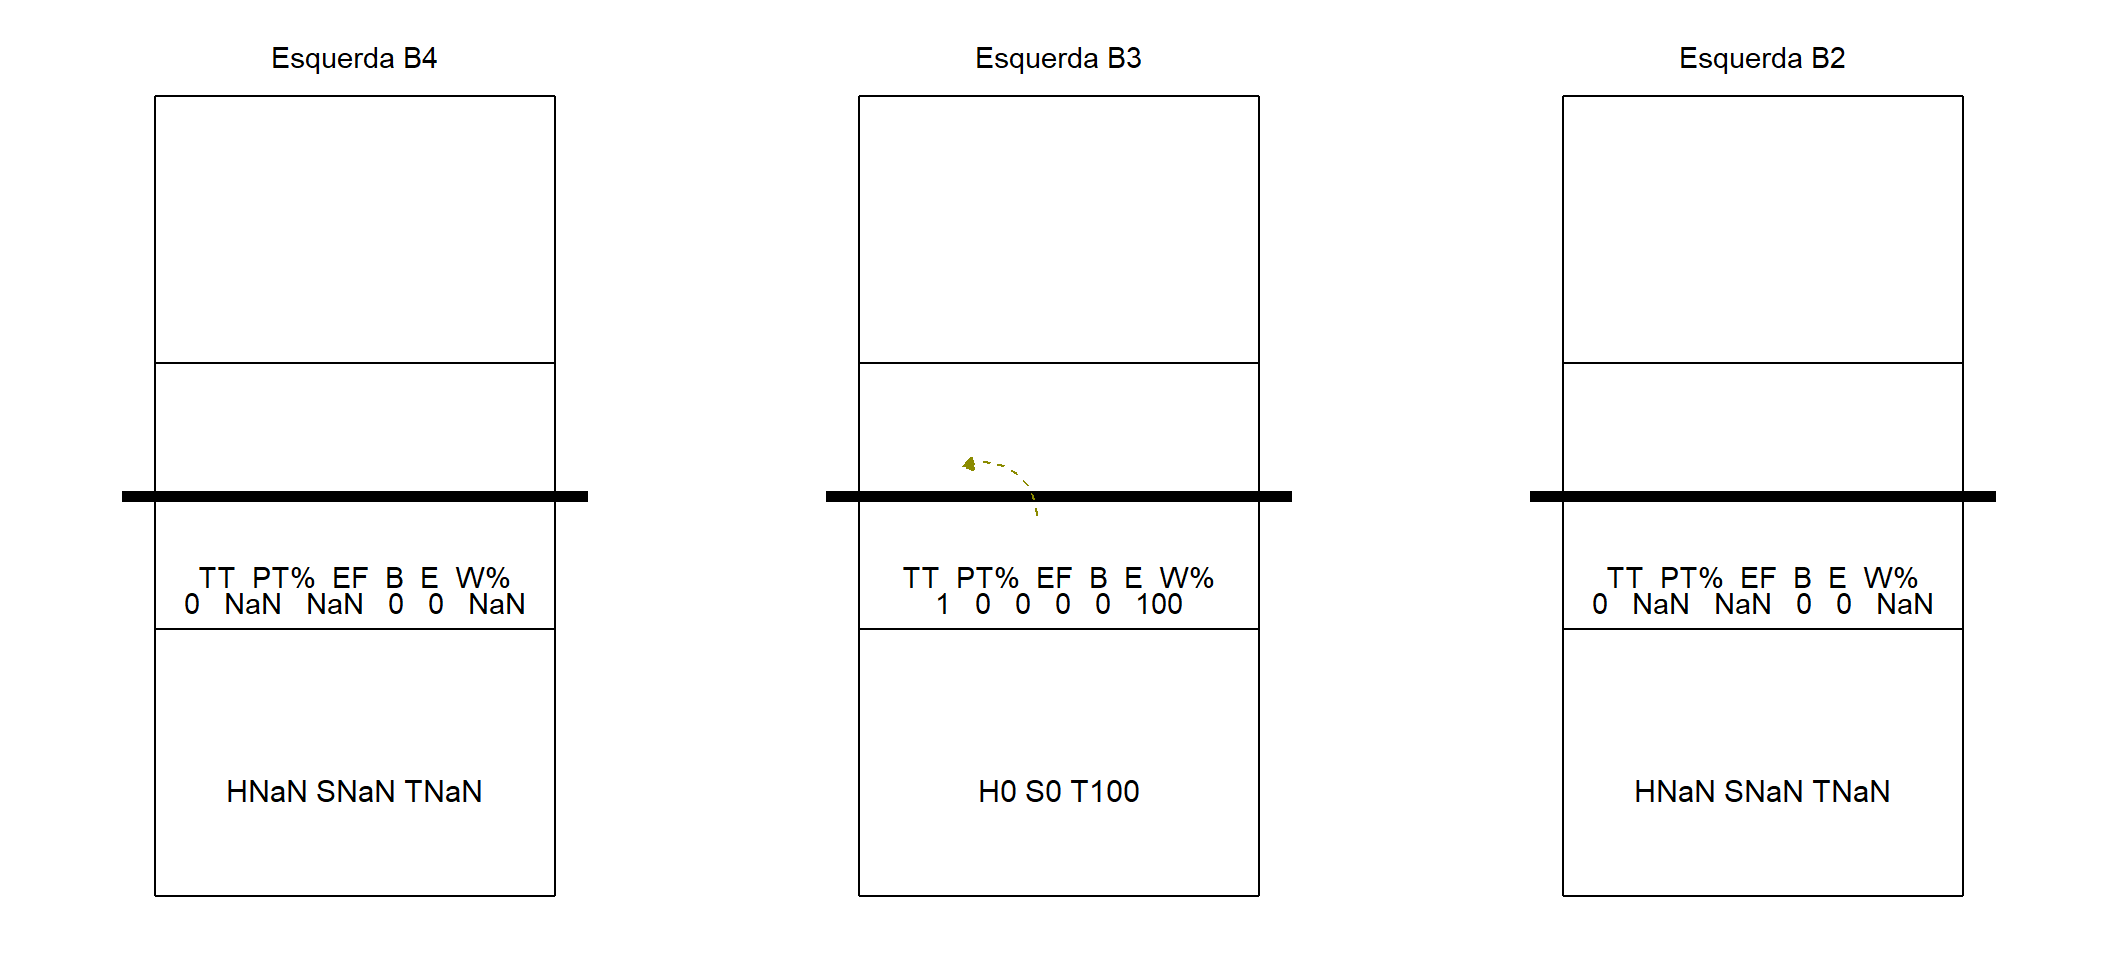 Esquerda B4
TT PT% EF B E W%
0 NaN NaN 0 0 NaN
HNaN SNaN TNaN
Esquerda B3
TT PT% EF B E W%
1 0 0 0 0 100
H0 S0 T100
Esquerda B2
TT PT% EF B E W%
0 NaN NaN 0 0 NaN
HNaN SNaN TNaN